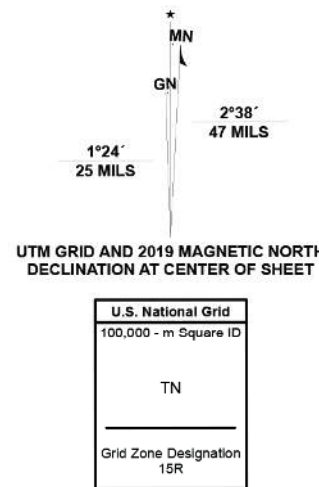 ★
MN
GN
2°38´
47 MILS
1°24´
25 MILS
UTM GRID AND 2019 MAGNETIC NORTH
DECLINATION AT CENTER OF SHEET
U.S. National Grid
100,000 - m Square ID
TN
Grid Zone Designation
15R